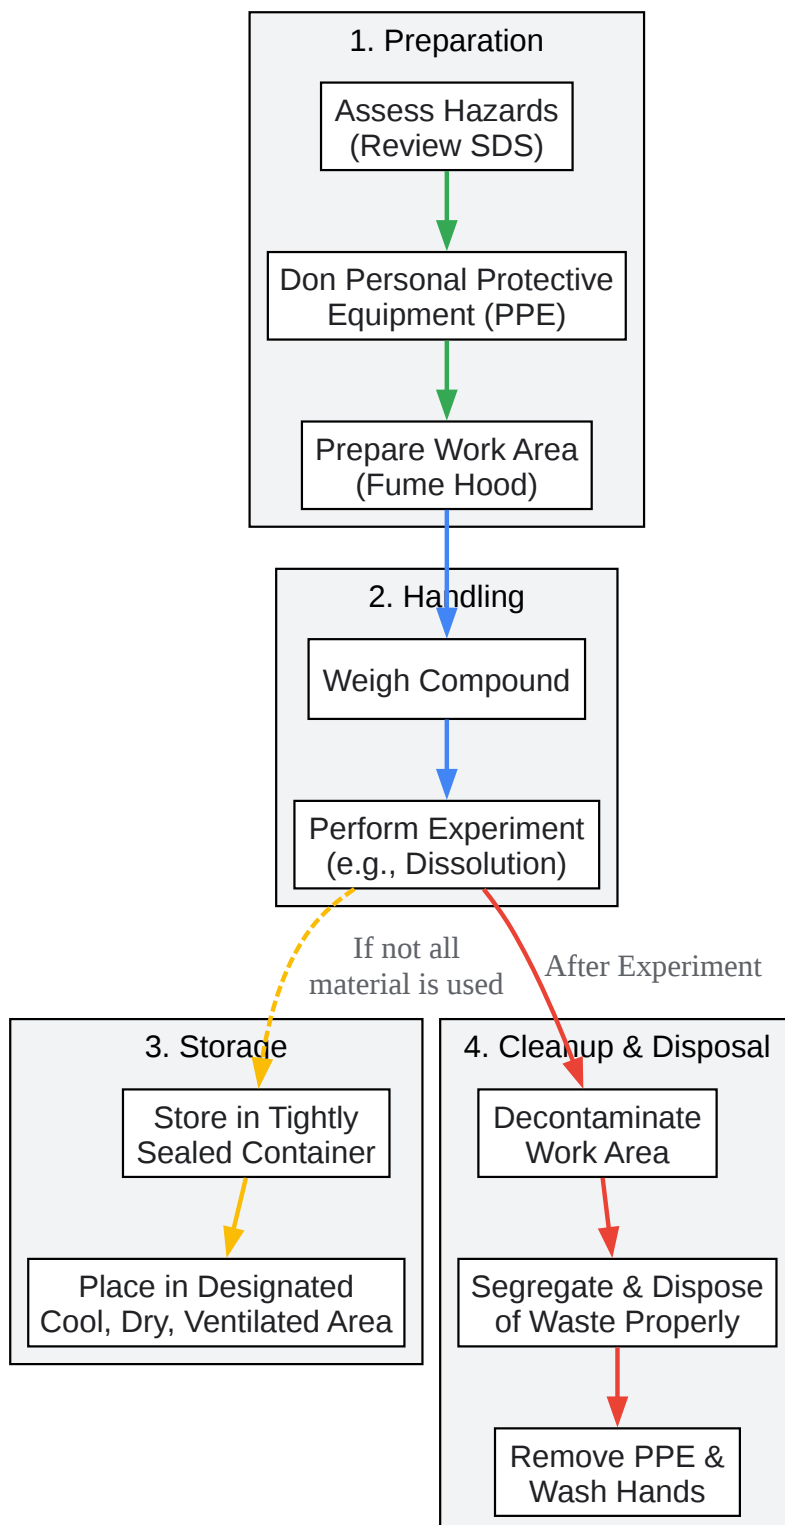 1. Preparation
Assess Hazards
(Review SDS)
Don Personal Protective
Equipment (PPE)
Prepare Work Area
(Fume Hood)
2. Handling
Weigh Compound
Perform Experiment
(e.g., Dissolution)
If not all
material is used
After Experiment
3. Storage
Store in Tightly
Sealed Container
Place in Designated
Cool, Dry, Ventilated Area
4. Cleanup & Disposal
Decontaminate
Work Area
Segregate & Dispose
of Waste Properly
Remove PPE &
Wash Hands